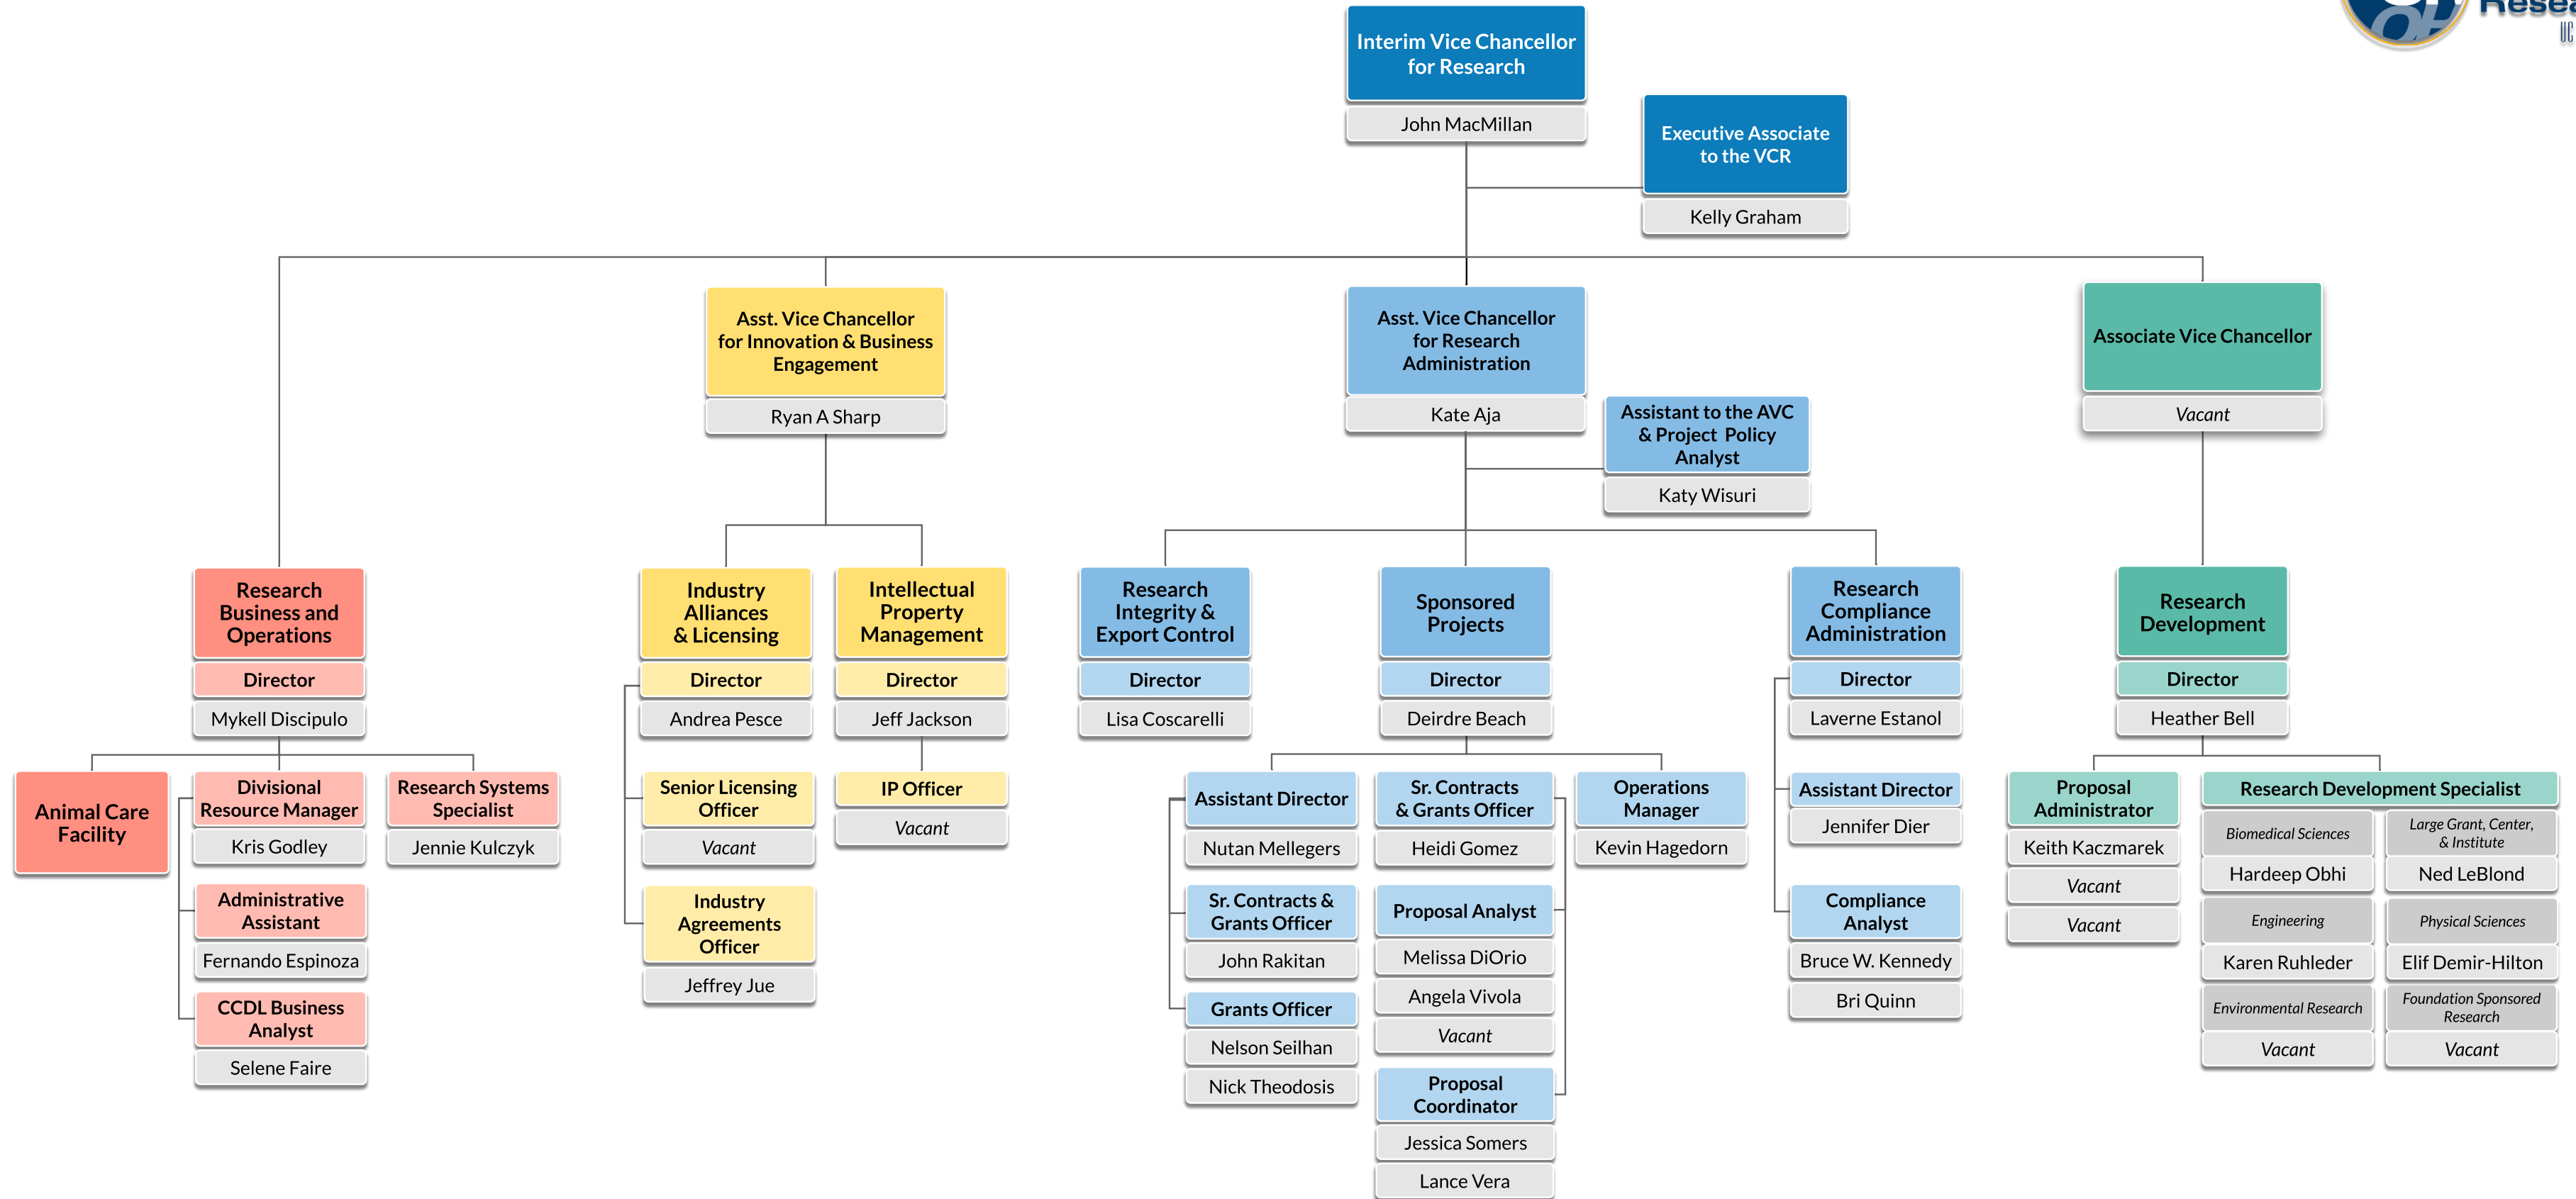 Interim Vice Chancellor
for Research
John MacMillan
Executive Associate
to the VCR
Kelly Graham
Asst. Vice Chancellor
for Innovation & Business
Engagement
Ryan A Sharp
Asst. Vice Chancellor
for Research
Administration
Kate Aja
Assistant to the AVC
& Project Policy
Analyst
Katy Wisuri
Associate Vice Chancellor
Vacant
Research
Business and
Operations
Director
Mykell Discipulo
Animal Care
Facility
Divisional
Resource Manager
Kris Godley
Administrative
Assistant
Fernando Espinoza
CCDL Business
Analyst
Selene Faire
Research Systems
Specialist
Jennie Kulczyk
Industry
Alliances
& Licensing
Director
Andrea Pesce
Senior Licensing
Officer
Vacant
Industry
Agreements
Officer
Jeffrey Jue
Intellectual
Property
Management
Director
Jeff Jackson
IP Officer
Vacant
Research
Integrity &
Export Control
Director
Lisa Coscarelli
Sponsored
Projects
Director
Deirdre Beach
Assistant Director
Nutan Mellegers
Sr. Contracts &
Grants Officer
John Rakitan
Grants Officer
Nelson Seilhan
Nick Theodosis
Sr. Contracts
& Grants Officer
Heidi Gomez
Proposal Analyst
Melissa DiOrio
Angela Vivola
Vacant
Proposal
Coordinator
Jessica Somers
Lance Vera
Operations
Manager
Kevin Hagedorn
Research
Compliance
Administration
Director
Laverne Estanol
Assistant Director
Jennifer Dier
Compliance
Analyst
Bruce W. Kennedy
Bri Quinn
Research
Development
Director
Heather Bell
Proposal
Administrator
Keith Kaczmarek
Vacant
Vacant
Research Development Specialist
Biomedical Sciences
Hardeep Obhi
Engineering
Karen Ruhleder
Environmental Research
Vacant
Large Grant, Center,
& Institute
Ned LeBlond
Physical Sciences
Elif Demir-Hilton
Foundation Sponsored
Research
Vacant
UC